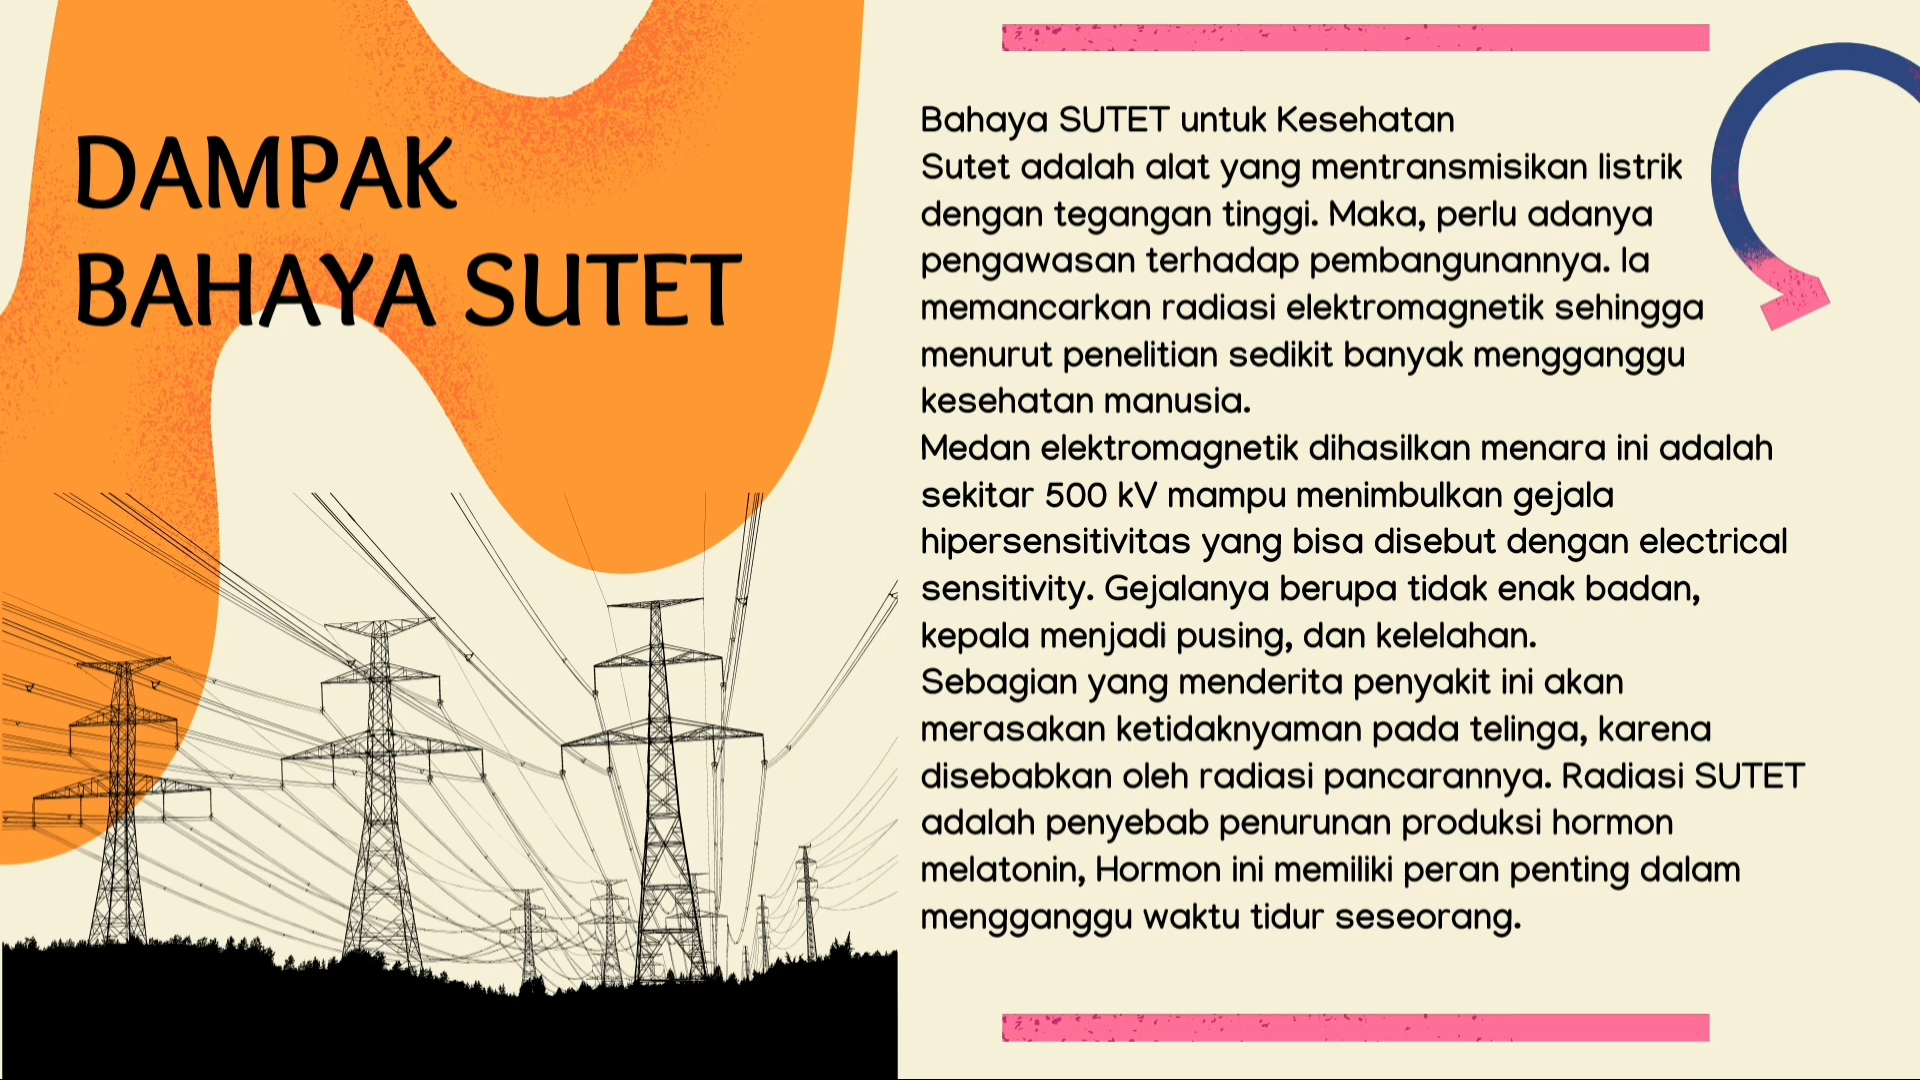 DAMPAK
BAHAYA SUTET
Bahaya SUTET untuk Kesehatan
Sutet adalah alat yang mentransmisikan listrik
dengan tegangan tinggi. Maka, perlu adanya
pengawasan terhadap pembangunannya. Ia
memancarkan radiasi elektromagnetik sehingga
menurut penelitian sedikit banyak mengganggu
kesehatan manusia.
Medan elektromagnetik dihasilkan menara ini adalah
sekitar 500 kV mampu menimbulkan gejala
hipersensitivitas yang bisa disebut dengan electrical
sensitivity. Gejalanya berupa tidak enak badan,
kepala menjadi pusing, dan kelelahan.
Sebagian yang menderita penyakit ini akan
merasakan ketidaknyaman pada telinga, karena
disebabkan oleh radiasi pancarannya. Radiasi SUTET
adalah penyebab penurunan produksi hormon
melatonin, Hormon ini memiliki peran penting dalam
mengganggu waktu tidur seseorang.